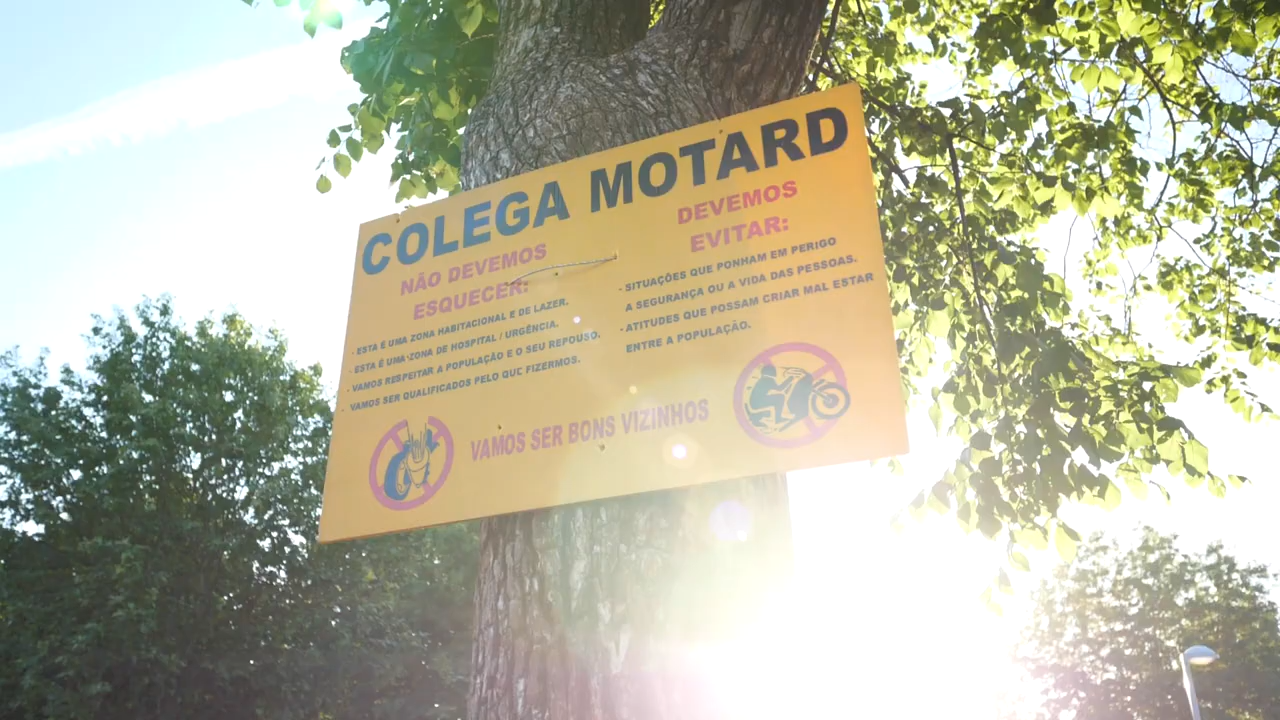 COLEGA MOTARD
NÃO DEVEMOS
ESQUECER:
- ESTA É UMA ZONA HABITACIONAL E DE LAZER.
- ESTA É UMA ZONA DE HOSPITAL / URGÊNCIA.
- VAMOS RESPEITAR A POPULAÇÃO E O SEU REPOUSO.
- VAMOS SER QUALIFICADOS PELO QUE FIZERMOS.
DEVEMOS
EVITAR:
- SITUAÇÕES QUE PONHAM EM PERIGO
A SEGURANÇA OU A VIDA DAS PESSOAS.
- ATITUDES QUE POSSAM CRIAR MAL ESTAR
ENTRE A POPULAÇÃO.
VAMOS SER BONS VIZINHOS